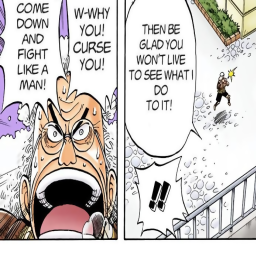 COME
DOWN
AND
FIGHT
LIKE A
MAN!
W-WHY
YOU!
CURSE
YOU!
THEN BE
GLAD YOU
WON'T LIVE
TO SEE WHAT I
DO
TO IT!
!!